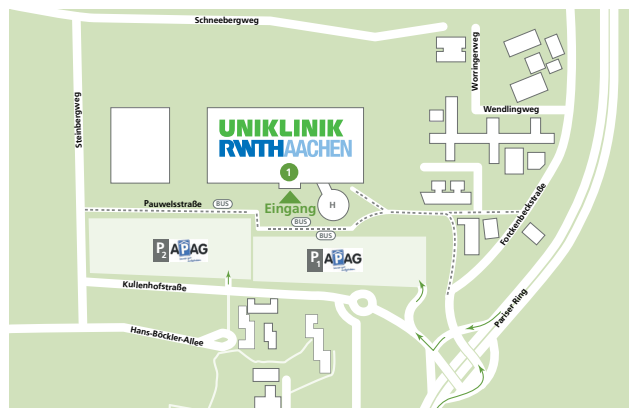 Schneebergweg
Worringerweg
Steinbergweg
Wendlingweg
UNIKLINIK
RWTHAACHEN
1
Eingang
H
Pauwelsstraße
BUS
BUS
BUS
Forckenbeckstraße
P2
APAG
P1
APAG
Kullenhofstraße
Pariser Ring
Hans-Böckler-Allee